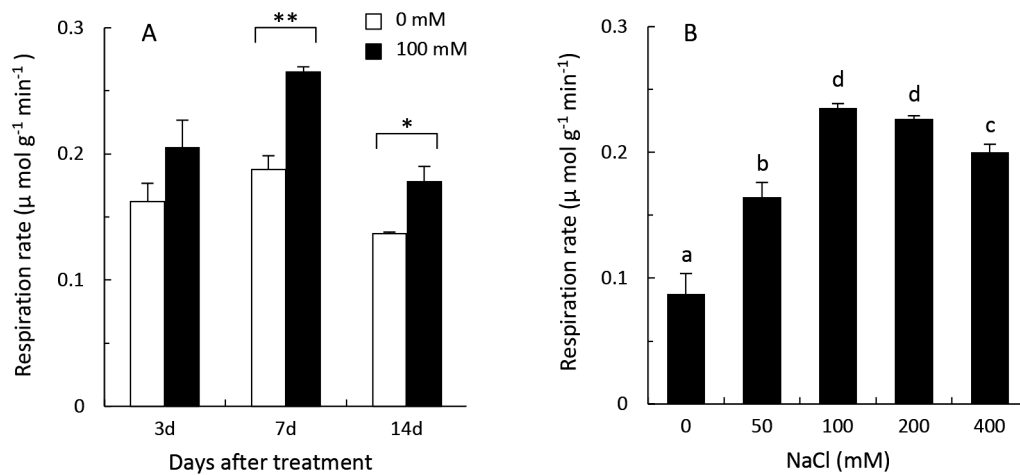 A
0 mM
100 mM
**
*
Respiration rate (μ mol g⁻¹ min⁻¹)
0.3
0.2
0.1
0
3d 7d 14d
Days after treatment
B
Respiration rate (μ mol g⁻¹ min⁻¹)
0.3
0.2
0.1
0
a b d d c
0 50 100 200 400
NaCl (mM)